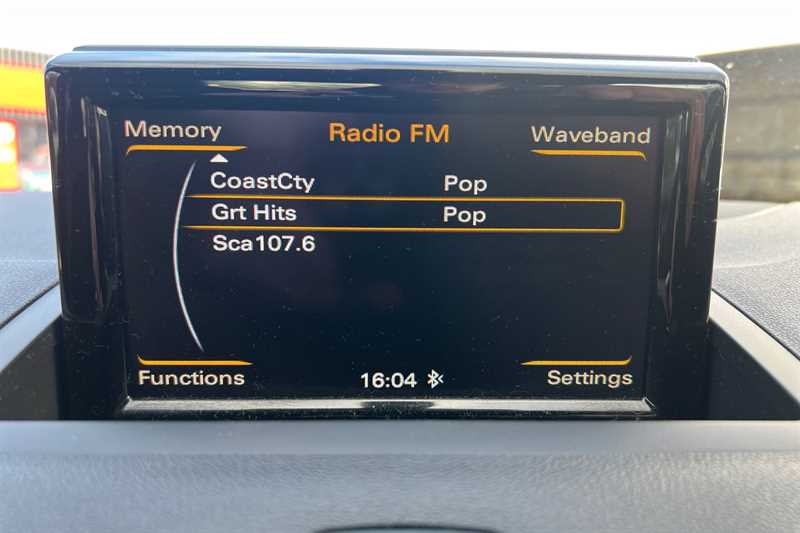 Memory Radio FM Waveband
CoastCty Pop
Grt Hits Pop
Sca107.6
Functions 16:04 Settings